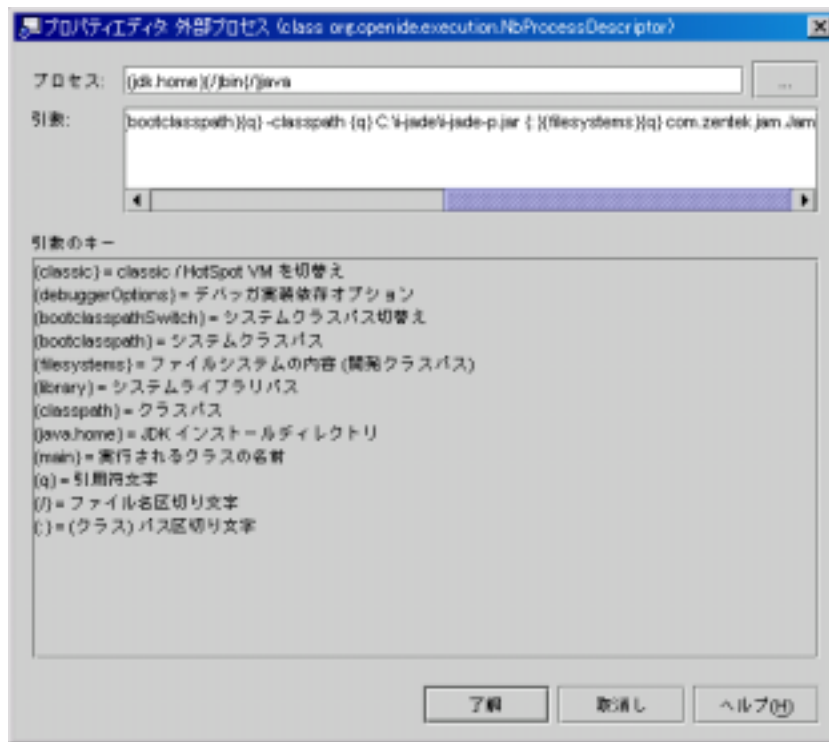 プロパティエディタ 外部プロセス (class org.openide.execution.NbProcessDescriptor)
プロセス: {jdk.home}{/}bin{/}java
...
引数: {bootclasspath}{q} -classpath {q} C:\i-jade\i-jade-p.jar {:}{filesystems}{q} com.zentek.jam.Jam
引数のキー
{classic} = classic / HotSpot VM を切替え
{debuggerOptions} = デバッガ実装依存オプション
{bootclasspathSwitch} = システムクラスパス切替え
{bootclasspath} = システムクラスパス
{filesystems} = ファイルシステムの内容 (開発クラスパス)
{library} = システムライブラリパス
{classpath} = クラスパス
{java.home} = JDK インストールディレクトリ
{main} = 実行されるクラスの名前
{q} = 引用符文字
{/} = ファイル名区切り文字
{:} = (クラス) パス区切り文字
了解
取消し
ヘルプ(H)